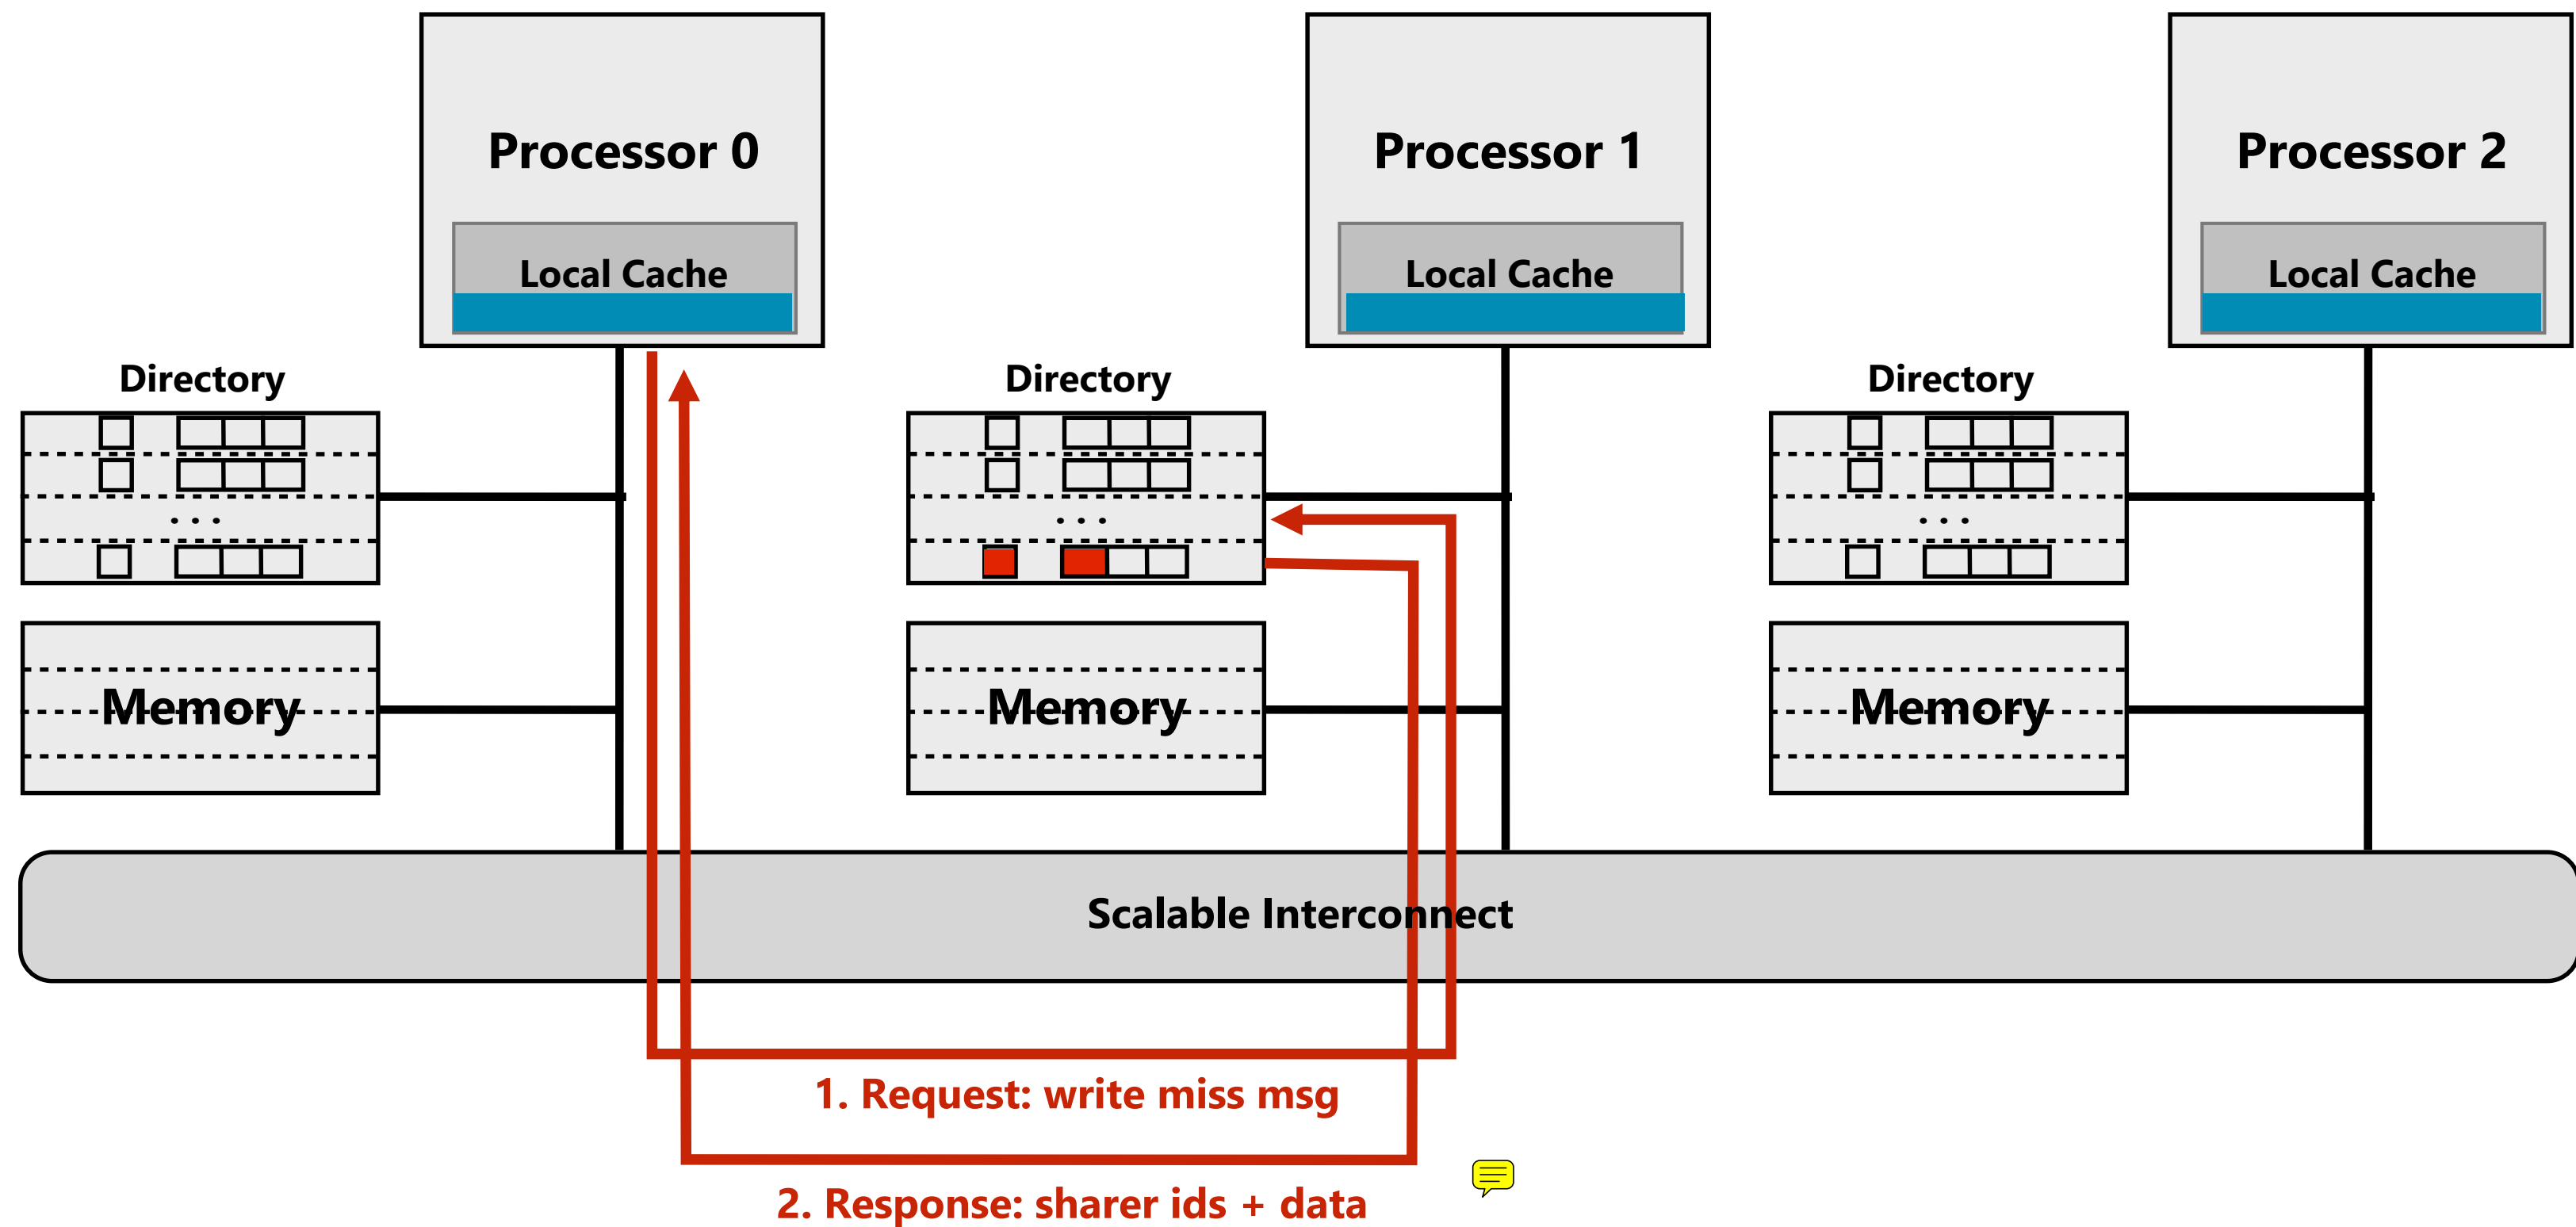 Processor 0
Processor 1
Processor 2
Local Cache
Local Cache
Local Cache
Directory
Directory
Directory
. . .
. . .
. . .
Memory
Memory
Memory
Scalable Interconnect
1. Request: write miss msg
2. Response: sharer ids + data